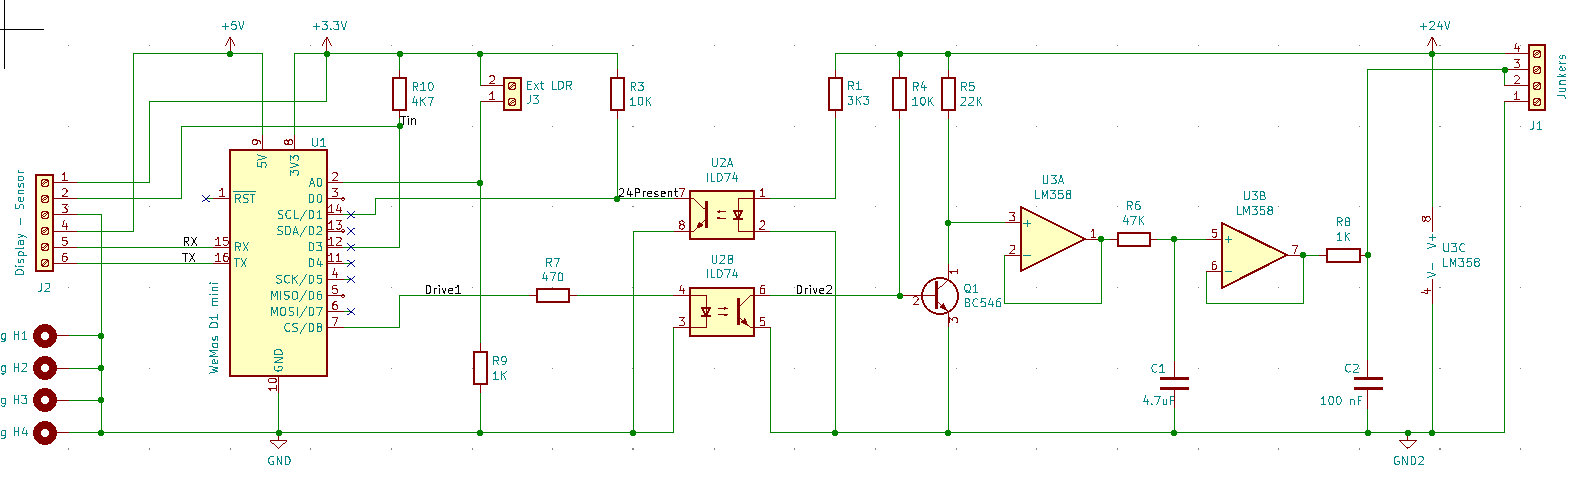 +5V
+3.3V
+24V
R10
4K7
Tin
2
1
Ext LDR
J3
R3
10K
R1
3K3
R4
10K
R5
22K
4
3
2
1
Junkers
J1
9
8
U1
5V
3V3
Display - Sensor
1
2
3
4
5
6
J2
RX
TX
1
RST
15
RX
16
TX
A0
2
D0
3
SCL/D1
14
SDA/D2
13
D3
12
D4
11
SCK/D5
4
MISO/D6
5
MOSI/D7
6
CS/D8
7
GND
10
WeMos D1 mini
24Present
U2A
ILD74
7
8
1
2
U2B
ILD74
4
3
6
5
Drive1
R7
470
Drive2
Q1
BC546
1
2
3
U3A
LM358
3
+
2
-
1
R6
47K
U3B
LM358
5
+
6
-
7
R8
1K
8
V+
U3C
LM358
V-
4
R9
1K
C1
4.7uF
C2
100 nF
g H1
g H2
g H3
g H4
GND
GND2